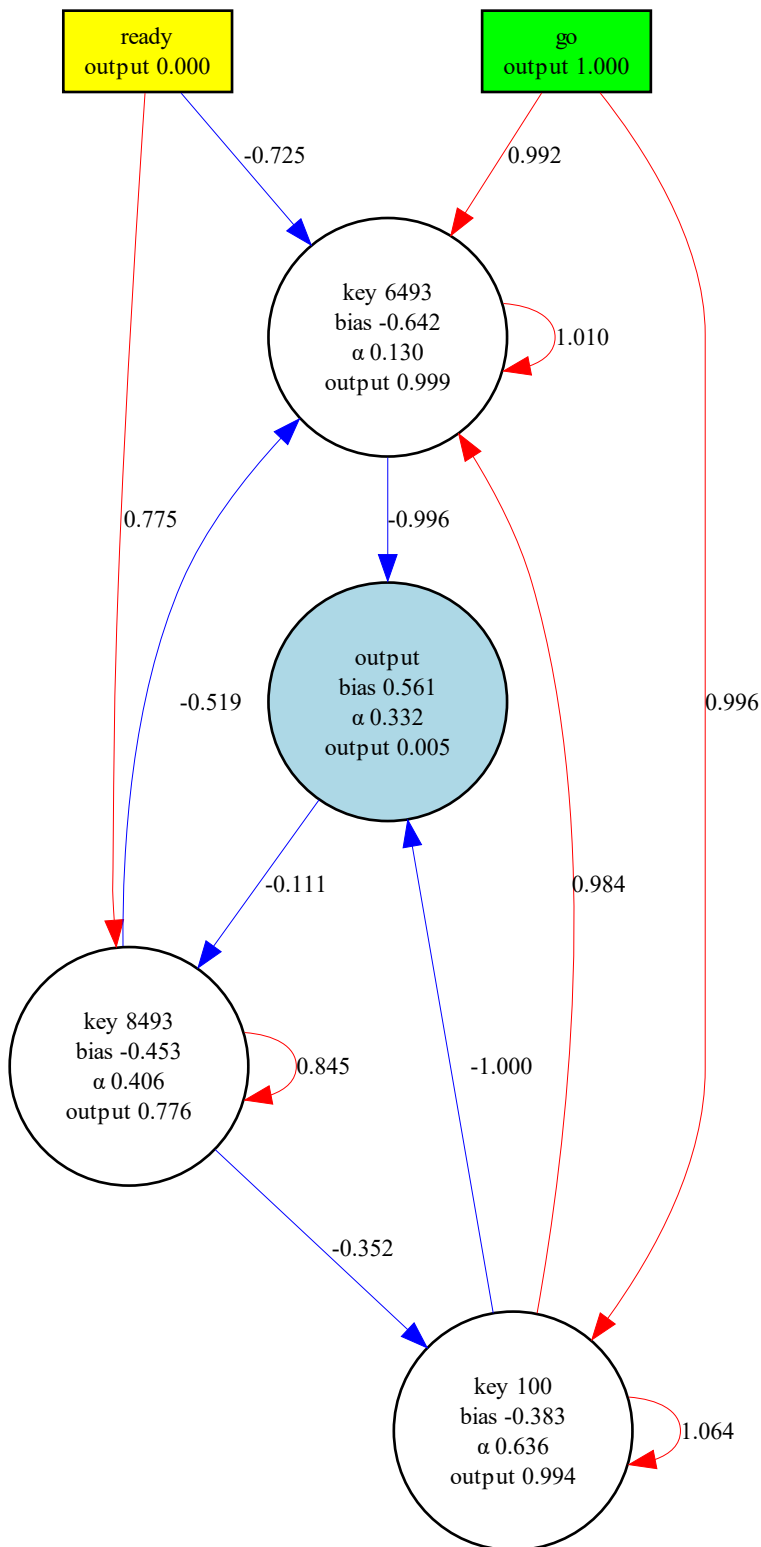 ready
output 0.000
go
output 1.000
-0.725
0.992
key 6493
bias -0.642
α 0.130
output 0.999
1.010
0.775
-0.996
-0.519
output
bias 0.561
α 0.332
output 0.005
0.996
-0.111
0.984
key 8493
bias -0.453
α 0.406
output 0.776
0.845
-1.000
-0.352
key 100
bias -0.383
α 0.636
output 0.994
1.064